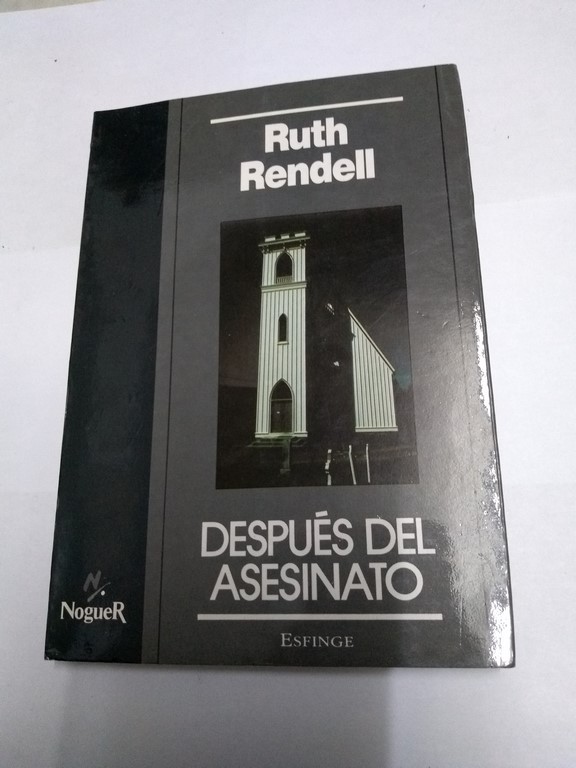 Ruth
Rendell
DESPUÉS DEL
ASESINATO
N
NogueR
ESFINGE